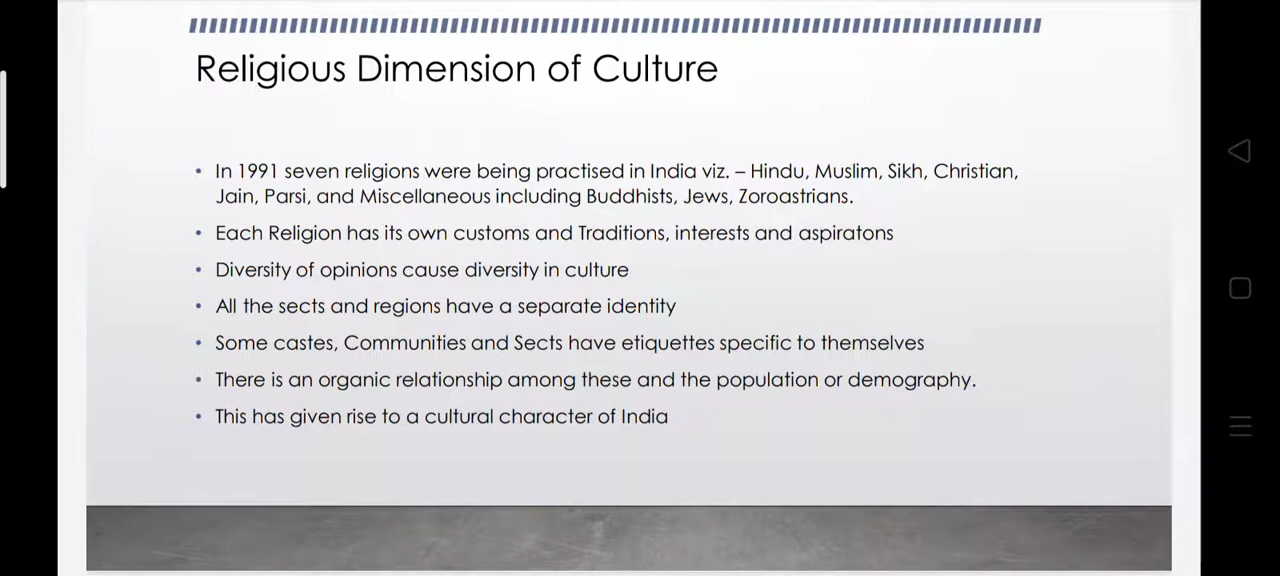 Religious Dimension of Culture
• In 1991 seven religions were being practised in India viz. – Hindu, Muslim, Sikh, Christian,
Jain, Parsi, and Miscellaneous including Buddhists, Jews, Zoroastrians.
• Each Religion has its own customs and Traditions, interests and aspiratons
• Diversity of opinions cause diversity in culture
• All the sects and regions have a separate identity
• Some castes, Communities and Sects have etiquettes specific to themselves
• There is an organic relationship among these and the population or demography.
• This has given rise to a cultural character of India